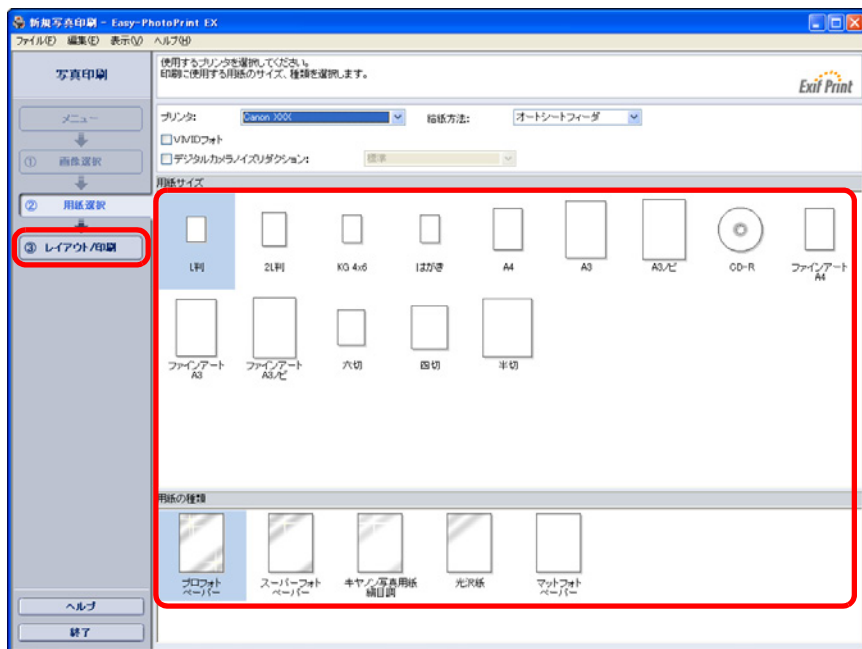 新規写真印刷 - Easy-PhotoPrint EX
ファイル(F) 編集(E) 表示(V) ヘルプ(H)
写真印刷
使用するプリンタを選択してください。
印刷に使用する用紙のサイズ、種類を選択します。
Exif Print
メニュー
① 画像選択
② 用紙選択
③ レイアウト/印刷
プリンタ: Canon XXX 給紙方法: オートシートフィーダ
VIVIDフォト
デジタルカメラノイズリダクション: 標準
用紙サイズ
L判 2L判 KG 4x6 はがき A4 A3 A3ノビ CD-R ファインアート
A4
ファインアート ファインアート 六切 四切 半切
A3 A3ノビ
用紙の種類
プロフォト スーパーフォト キヤノン写真用紙 光沢紙 マットフォト
ペーパー ペーパー 絹目調 ペーパー
ヘルプ
終了